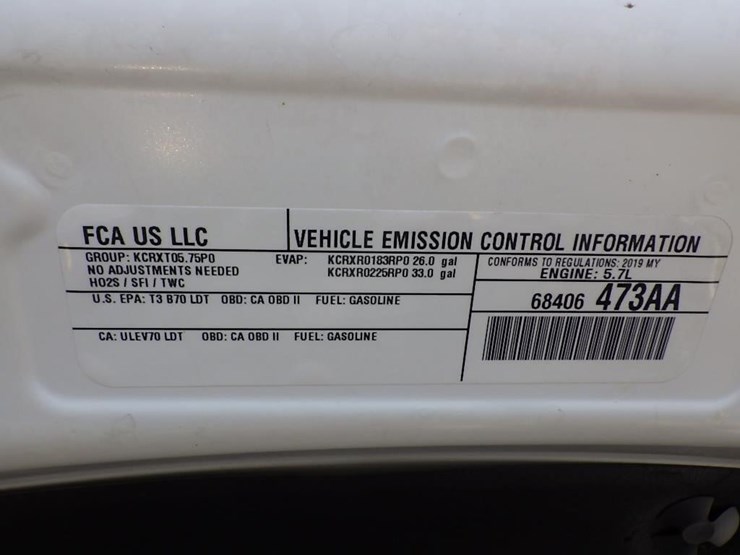 FCA US LLC
VEHICLE EMISSION CONTROL INFORMATION
GROUP: KCRXT05.75P0
NO ADJUSTMENTS NEEDED
HO2S / SFI / TWC
EVAP: KCRXR0183RP0 26.0 gal
KCRXR0225RP0 33.0 gal
CONFORMS TO REGULATIONS: 2019 MY
ENGINE: 5.7L
U.S. EPA: T3 B70 LDT OBD: CA OBD II FUEL: GASOLINE
68406 473AA
CA: ULEV70 LDT OBD: CA OBD II FUEL: GASOLINE